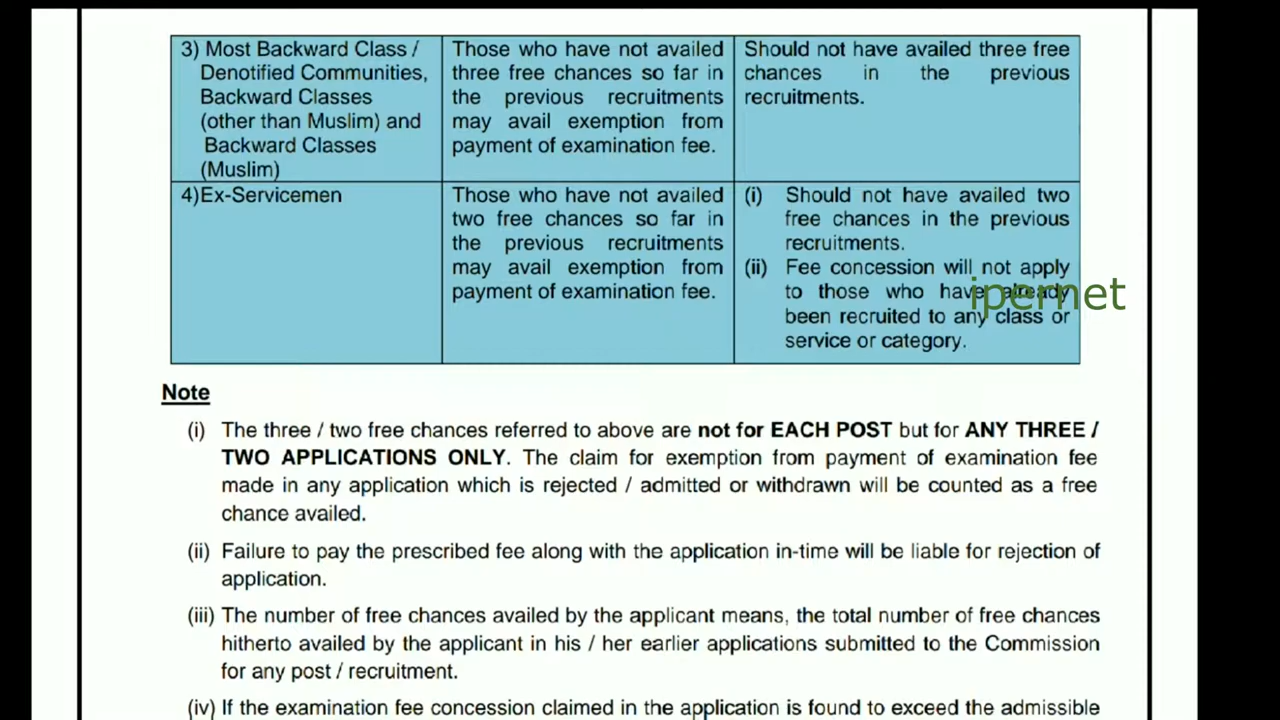 3) Most Backward Class /
Denotified Communities,
Backward Classes
(other than Muslim) and
Backward Classes
(Muslim)
Those who have not availed
three free chances so far in
the previous recruitments
may avail exemption from
payment of examination fee.
Should not have availed three free
chances in the previous
recruitments.
4)Ex-Servicemen
Those who have not availed
two free chances so far in
the previous recruitments
may avail exemption from
payment of examination fee.
(i) Should not have availed two
free chances in the previous
recruitments.
(ii) Fee concession will not apply
to those who have already
been recruited to any class or
service or category.
ipernet
Note
(i) The three / two free chances referred to above are not for EACH POST but for ANY THREE /
TWO APPLICATIONS ONLY. The claim for exemption from payment of examination fee
made in any application which is rejected / admitted or withdrawn will be counted as a free
chance availed.
(ii) Failure to pay the prescribed fee along with the application in-time will be liable for rejection of
application.
(iii) The number of free chances availed by the applicant means, the total number of free chances
hitherto availed by the applicant in his / her earlier applications submitted to the Commission
for any post / recruitment.
(iv) If the examination fee concession claimed in the application is found to exceed the admissible